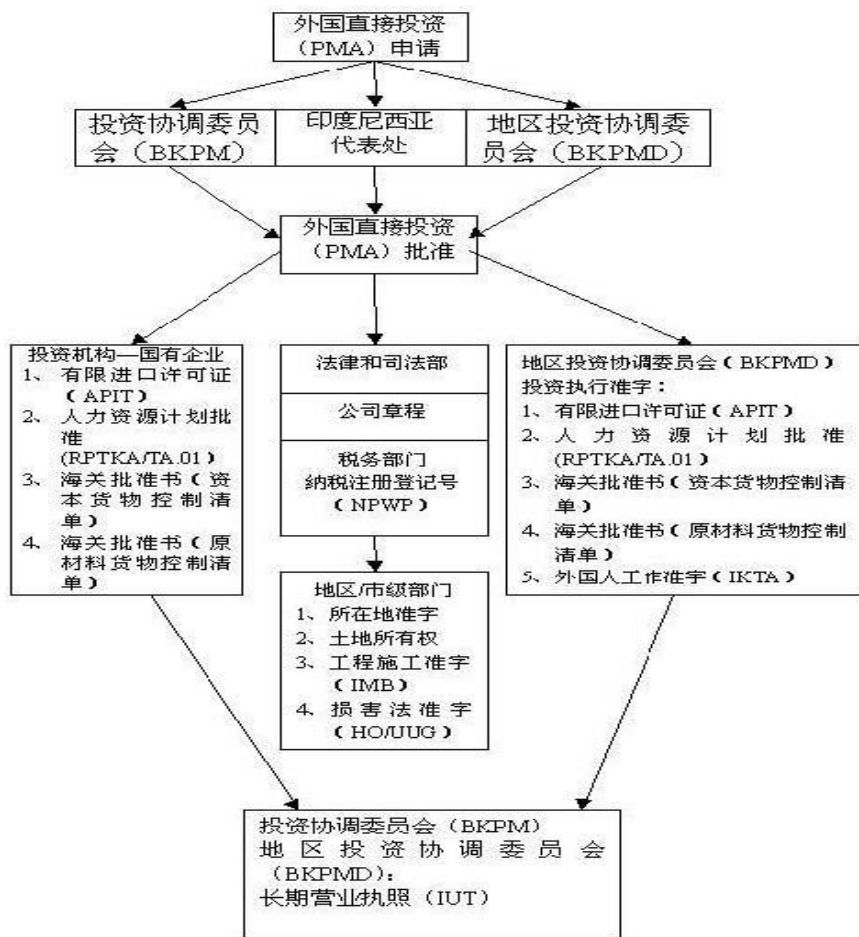 外国直接投资
（PMA）申请
投资协调委员
会（BKPM）
印度尼西亚
代表处
地区投资协调委
员会（BKPMD）
外国直接投资
（PMA）批准
投资机构—国有企业
1、有限进口许可证
（APIT）
2、人力资源计划批
准
(RPTKA/TA.01)
3、海关批准书（资
本货物控制清
单）
4、海关批准书（原
材料货物控制清
单）
法律和司法部
公司章程
税务部门
纳税注册登记号
（NPWP）
地区/市级部门
1、所在地准字
2、土地所有权
3、工程施工准字
（IMB）
4、损害法准字
（HO/UUG）
地区投资协调委员会（BKPMD）
投资执行准字：
1、有限进口许可证（APIT）
2、人力资源计划批准
(RPTKA/TA.01)
3、海关批准书（资本货物控制清
单）
4、海关批准书（原材料货物控制
清单）
5、外国人工作准字（IKTA）
投资协调委员会（BKPM）
地区投资协调委员会
（BKPMD）：
长期营业执照（IUT）